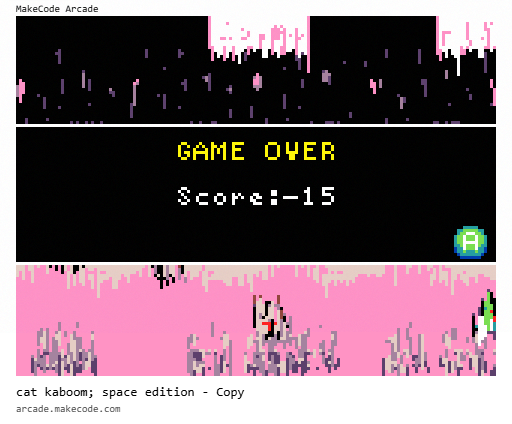 MakeCode Arcade
GAME OVER
Score:-15
A
cat kaboom; space edition - Copy
arcade.makecode.com